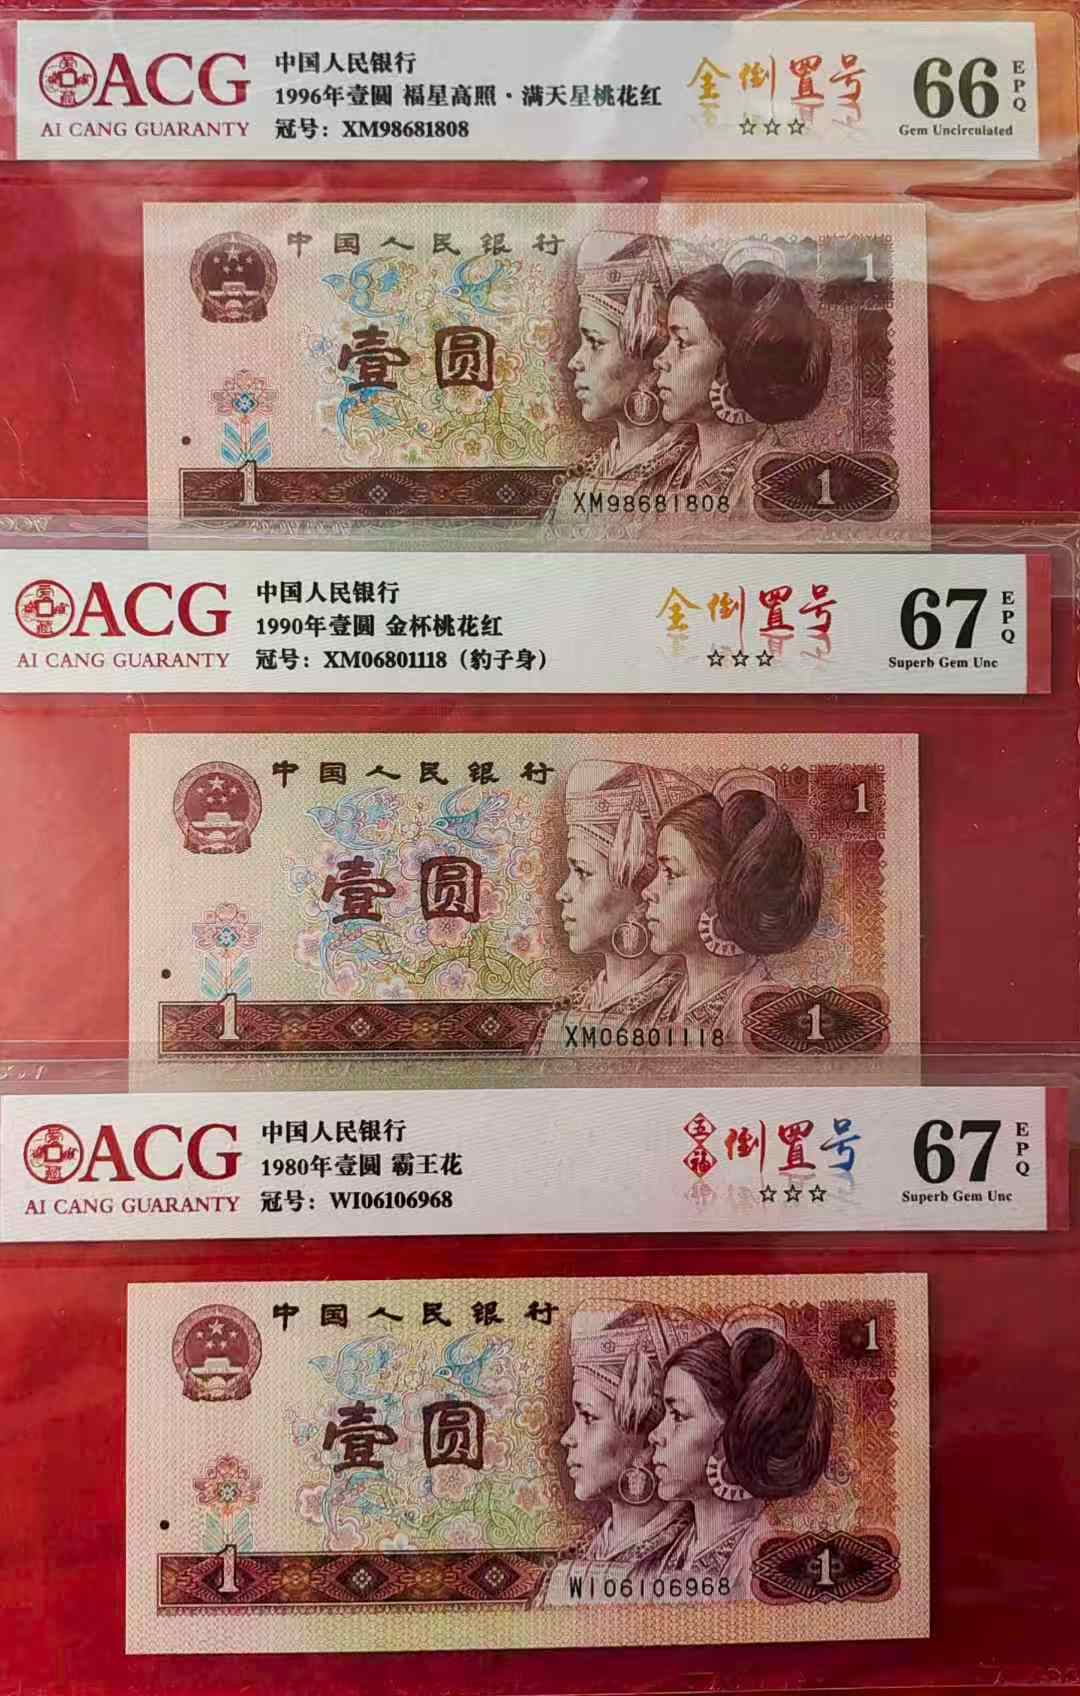 ACG
AI CANG GUARANTY
中国人民银行
1996年壹圆 福星高照·满天星桃花红
冠号：XM98681808
全倒置号
☆☆☆
66
EPQ
Gem Uncirculated
中国人民银行
壹圆
1
1
XM98681808
1
ACG
AI CANG GUARANTY
中国人民银行
1990年壹圆 金杯桃花红
冠号：XM06801118（豹子身）
全倒置号
☆☆☆
67
EPQ
Superb Gem Unc
中国人民银行
壹圆
1
1
XM06801118
1
ACG
AI CANG GUARANTY
中国人民银行
1980年壹圆 霸王花
冠号：WI06106968
五福倒置号
☆☆☆
67
EPQ
Superb Gem Unc
中国人民银行
壹圆
1
1
WI06106968
1